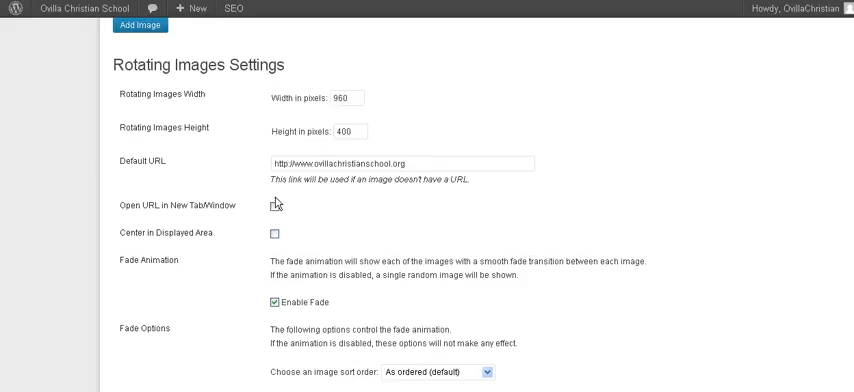 Ovilla Christian School New SEO Howdy, OvillaChristian
Add Image
Rotating Images Settings
Rotating Images Width Width in pixels: 960
Rotating Images Height Height in pixels: 400
Default URL http://www.ovillachristianschool.org
This link will be used if an image doesn't have a URL.
Open URL in New Tab/Window
Center in Displayed Area
Fade Animation The fade animation will show each of the images with a smooth fade transition between each image.
If the animation is disabled, a single random image will be shown.
Enable Fade
Fade Options The following options control the fade animation.
If the animation is disabled, these options will not make any effect.
Choose an image sort order: As ordered (default)